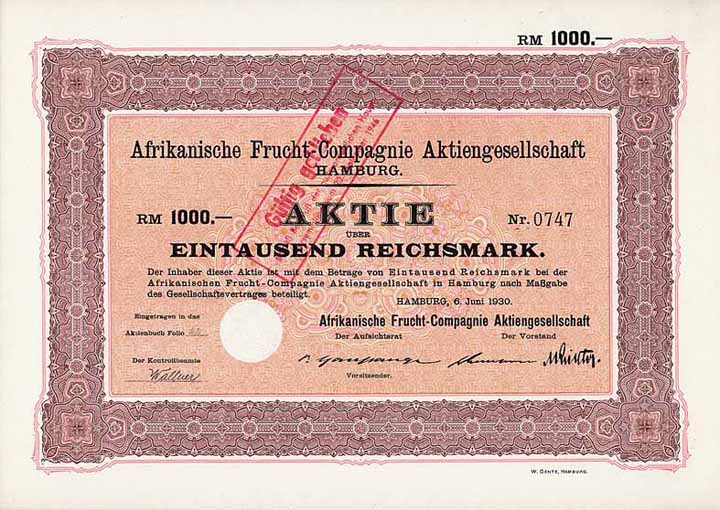 RM 1000.—
Afrikanische Frucht-Compagnie Aktiengesellschaft
HAMBURG.
Gültig geblieben
RM 1000.— AKTIE Nr. 0747
ÜBER
EINTAUSEND REICHSMARK.
Der Inhaber dieser Aktie ist mit dem Betrage von Eintausend Reichsmark bei der
Afrikanischen Frucht-Compagnie Aktiengesellschaft in Hamburg nach Maßgabe
des Gesellschaftsvertrages beteiligt.
HAMBURG, 6. Juni 1930.
Eingetragen in das
Aktienbuch Folio
Afrikanische Frucht-Compagnie Aktiengesellschaft
Der Aufsichtsrat Der Vorstand
Der Kontrollbeamte
Wallner
Vorsitzender.
W. GENTE, HAMBURG.